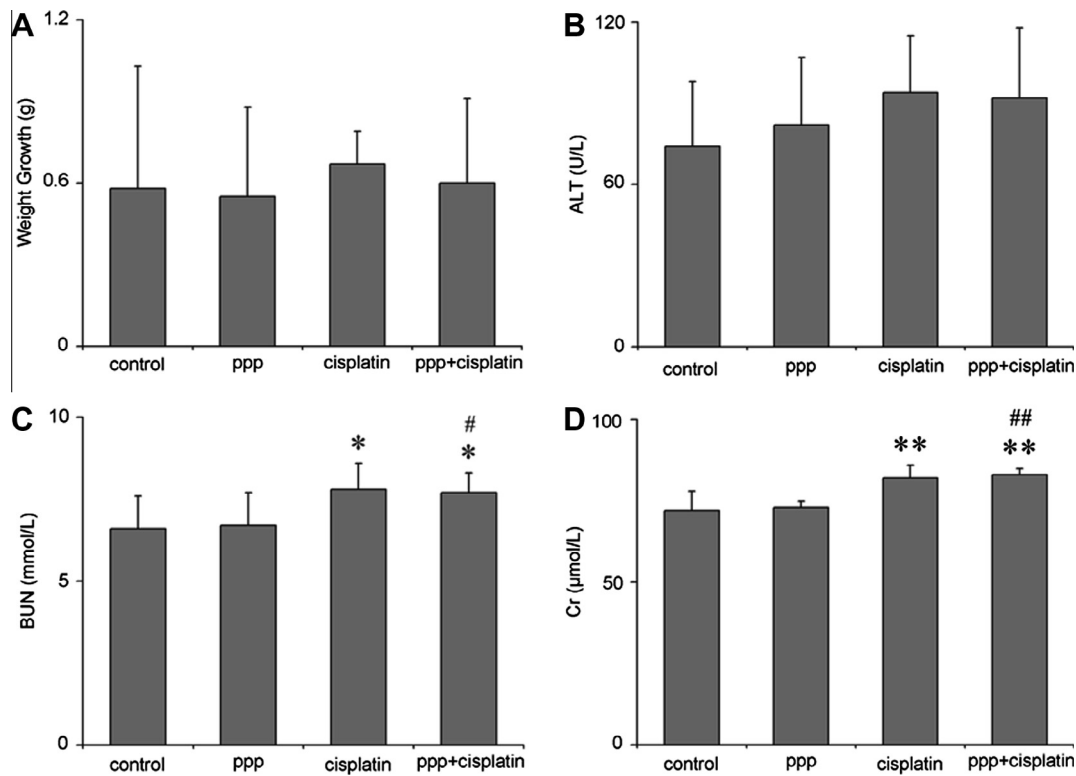 A
1.2
0.6
0
Weight Growth (g)
control ppp cisplatin ppp+cisplatin
B
120
60
0
ALT (U/L)
control ppp cisplatin ppp+cisplatin
C
10
5
0
BUN (mmol/L)
*
#
*
control ppp cisplatin ppp+cisplatin
D
100
50
0
Cr (μmol/L)
**
##
**
control ppp cisplatin ppp+cisplatin